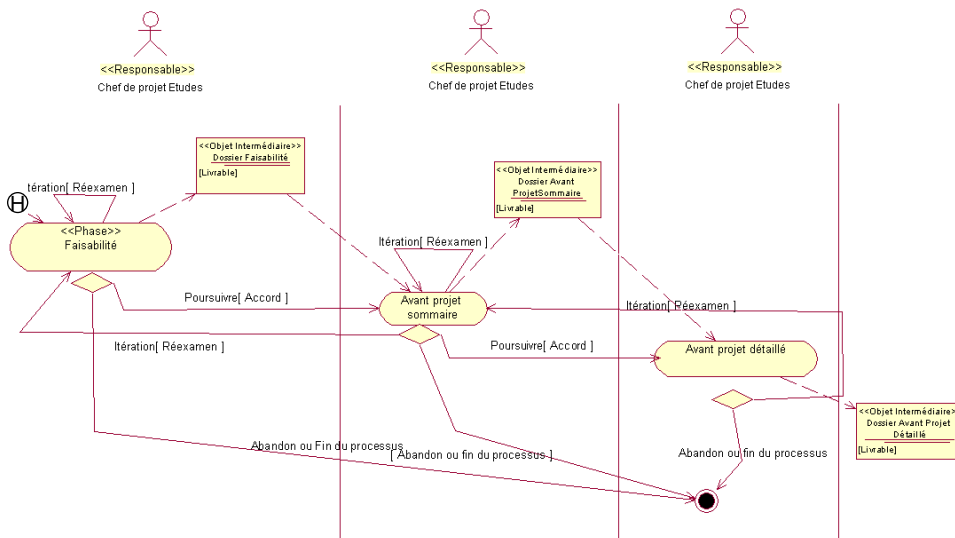 <<Responsable>>
Chef de projet Etudes
<<Responsable>>
Chef de projet Etudes
<<Responsable>>
Chef de projet Etudes
<<Objet Intermédiaire>>
Dossier Faisabilité
[Livrable]
<<Objet Intermédiaire>>
Dossier Avant
ProjetSommaire
[Livrable]
Itération[ Réexamen ]
H
<<Phase>>
Faisabilité
Itération[ Réexamen ]
Poursuivre[ Accord ]
Avant projet
sommaire
Itération[ Réexamen ]
Itération[ Réexamen ]
Poursuivre[ Accord ]
Avant projet détaillé
<<Objet Intermédiaire>>
Dossier Avant Projet
Détaillé
[Livrable]
Abandon ou Fin du processus
[ Abandon ou fin du processus ]
Abandon ou fin du processus